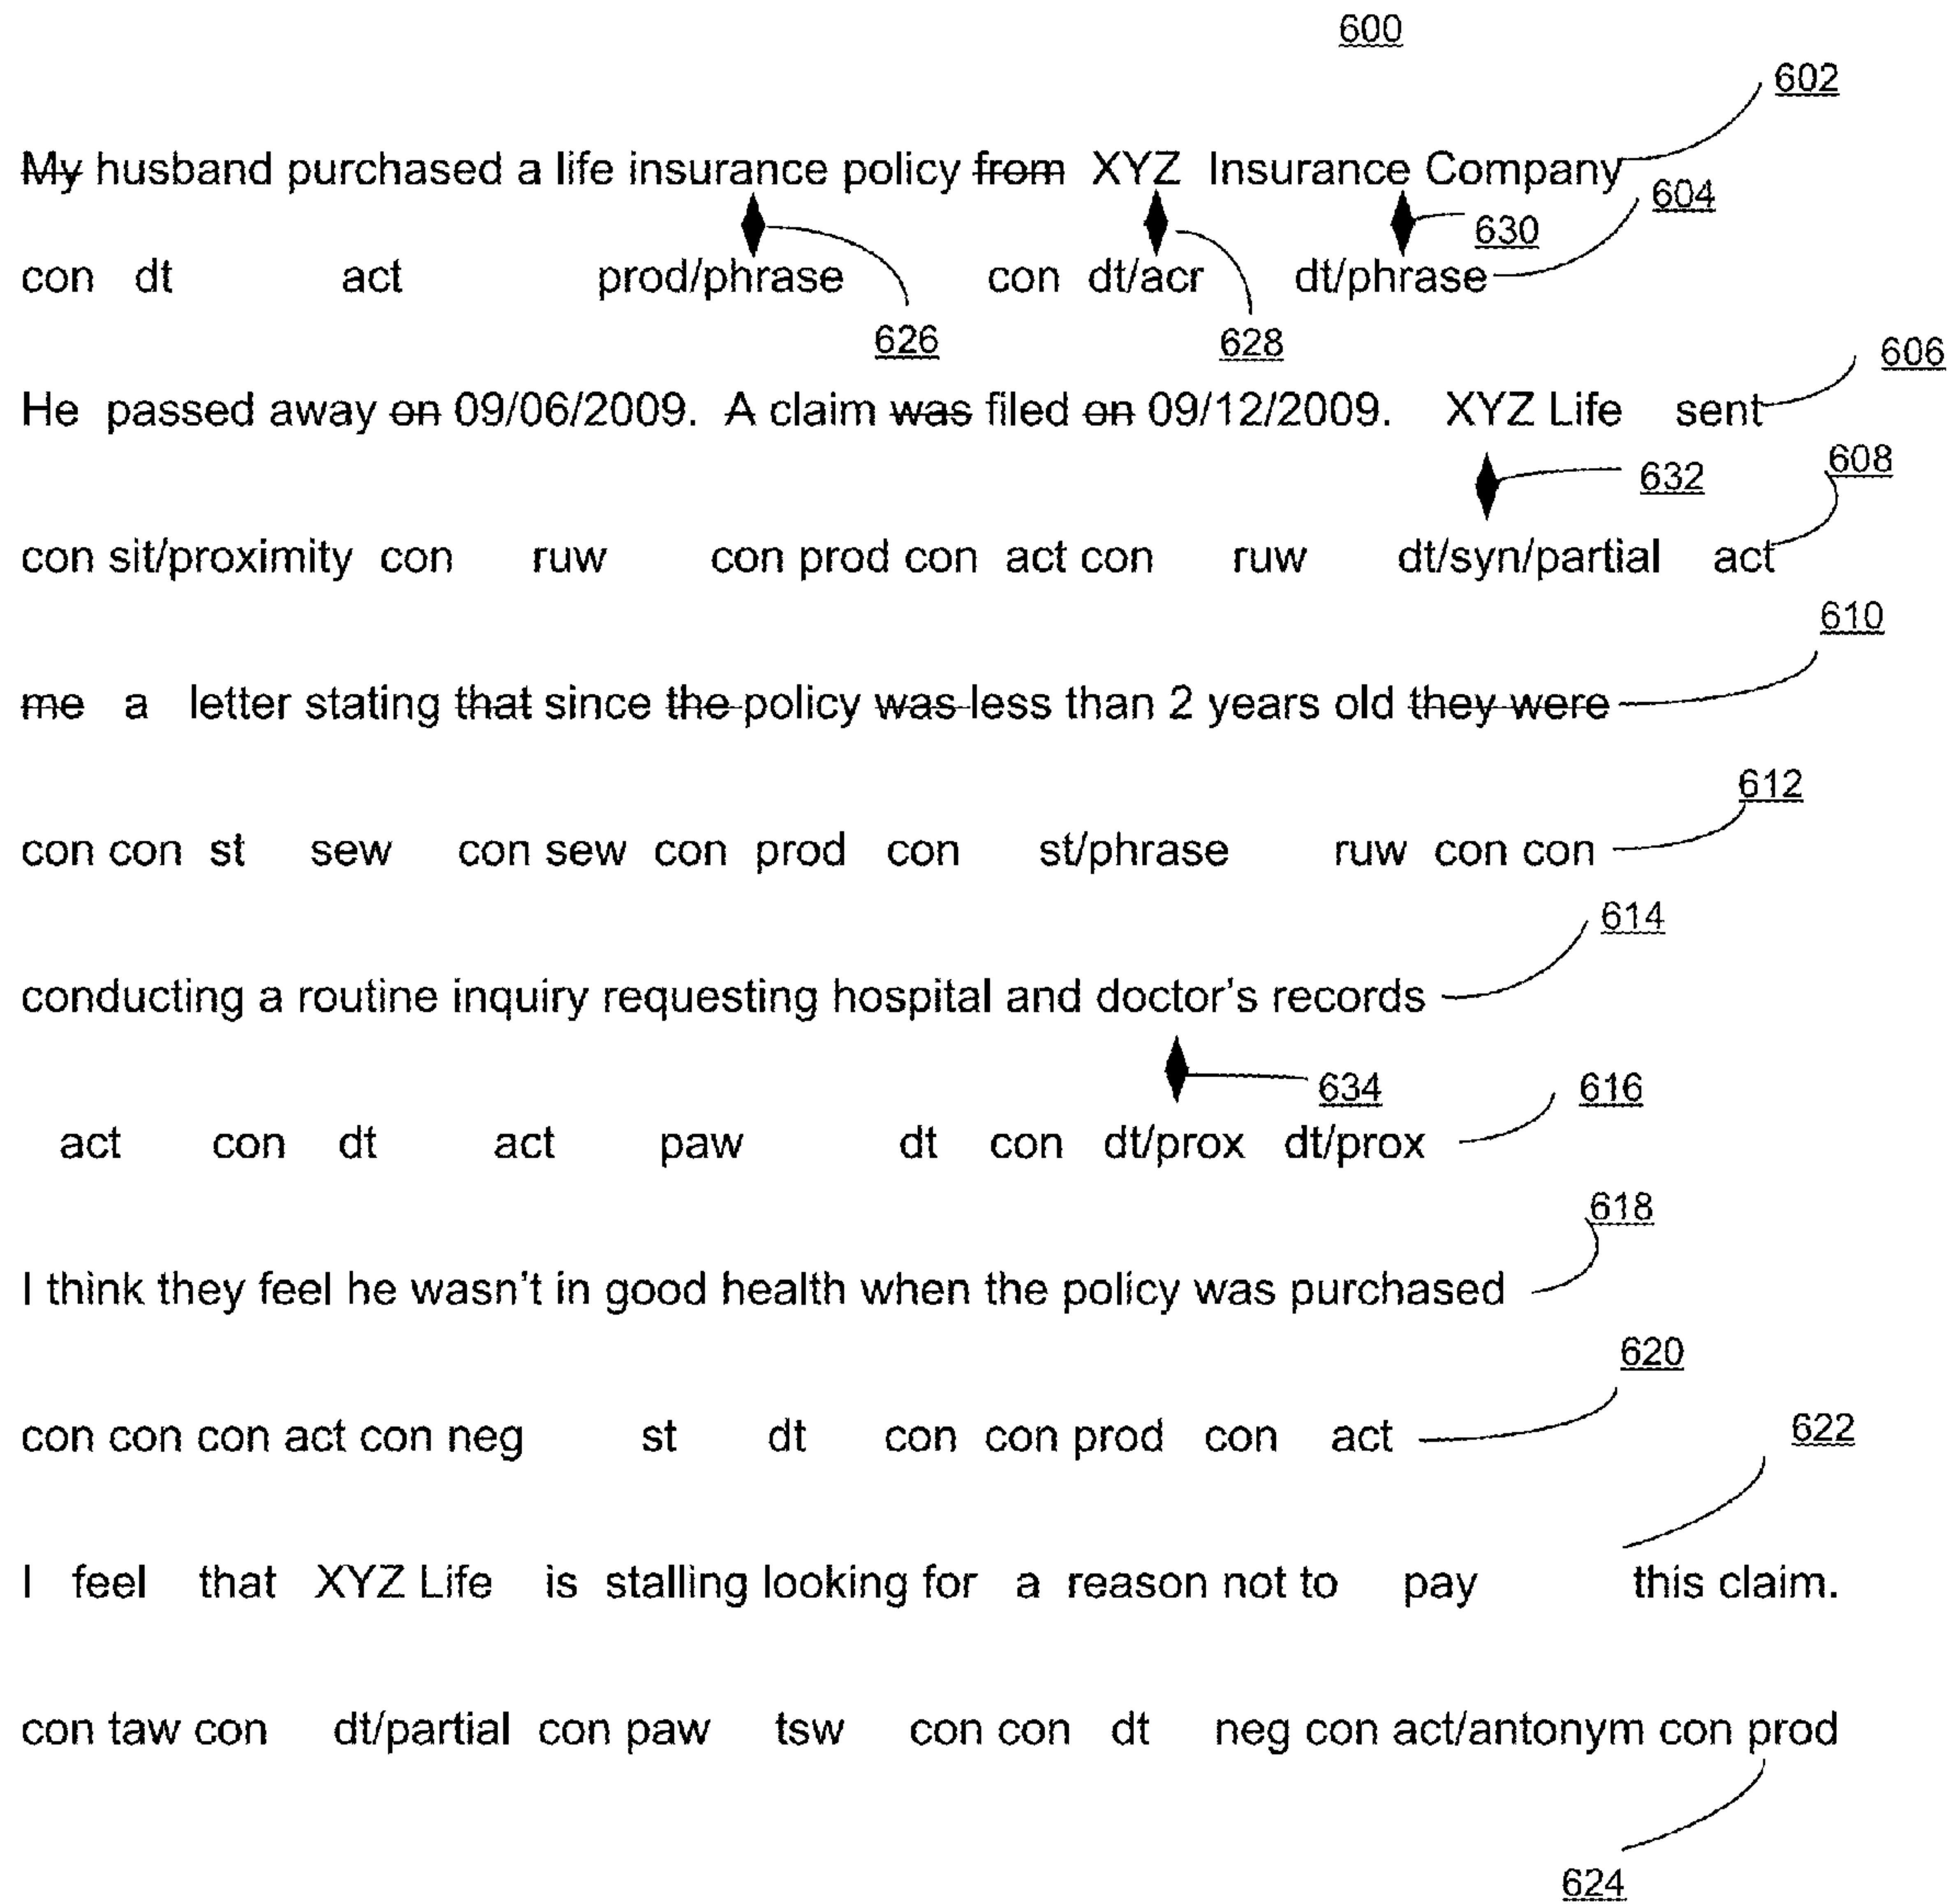 600
602
My husband purchased a life insurance policy from XYZ Insurance Company
604
630
con dt act prod/phrase con dt/acr dt/phrase
626 628
606
He passed away on 09/06/2009. A claim was filed on 09/12/2009. XYZ Life sent
608
632
con sit/proximity con ruw con prod con act con ruw dt/syn/partial act
610
me a letter stating that since the policy was less than 2 years old they were
612
con con st sew con sew con prod con st/phrase ruw con con
614
conducting a routine inquiry requesting hospital and doctor's records
634 616
act con dt act paw dt con dt/prox dt/prox
618
I think they feel he wasn't in good health when the policy was purchased
620
622
con con con act con neg st dt con con prod con act
I feel that XYZ Life is stalling looking for a reason not to pay this claim.
con taw con dt/partial con paw tsw con con dt neg con act/antonym con prod
624